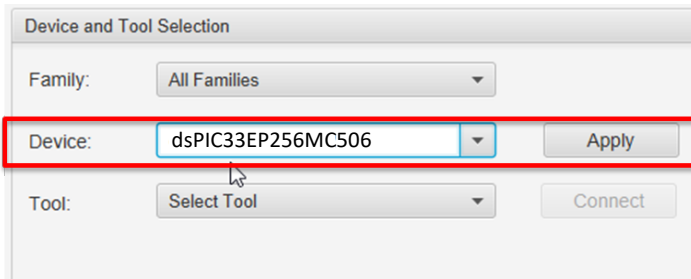 Device and Tool Selection
Family: All Families
Device: dsPIC33EP256MC506 Apply
Tool: Select Tool Connect